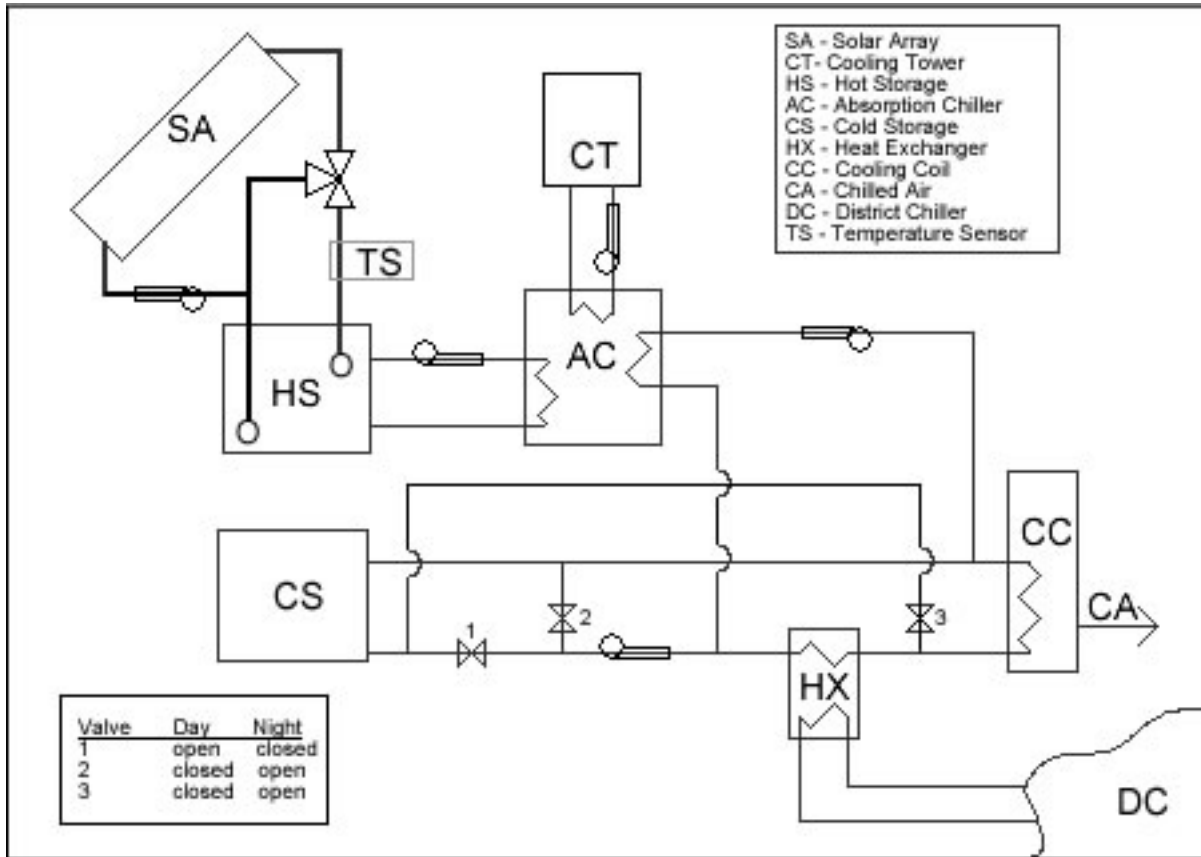 SA - Solar Array
CT- Cooling Tower
HS - Hot Storage
AC - Absorption Chiller
CS - Cold Storage
HX - Heat Exchanger
CC - Cooling Coil
CA - Chilled Air
DC - District Chiller
TS - Temperature Sensor
SA
CT
TS
AC
HS
O
O
CC
CS
CA
1
2
3
HX
DC
Valve Day Night
1 open closed
2 closed open
3 closed open